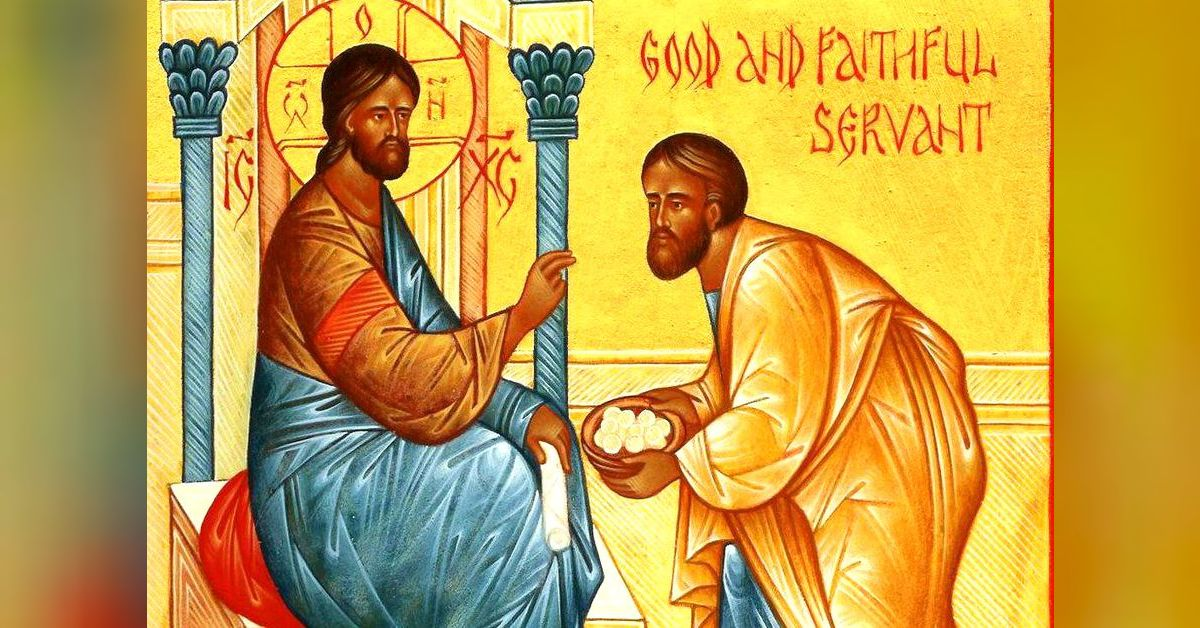 О
Ѡ Н
IC XC
GOOD AND FAITHFUL
SERVANT